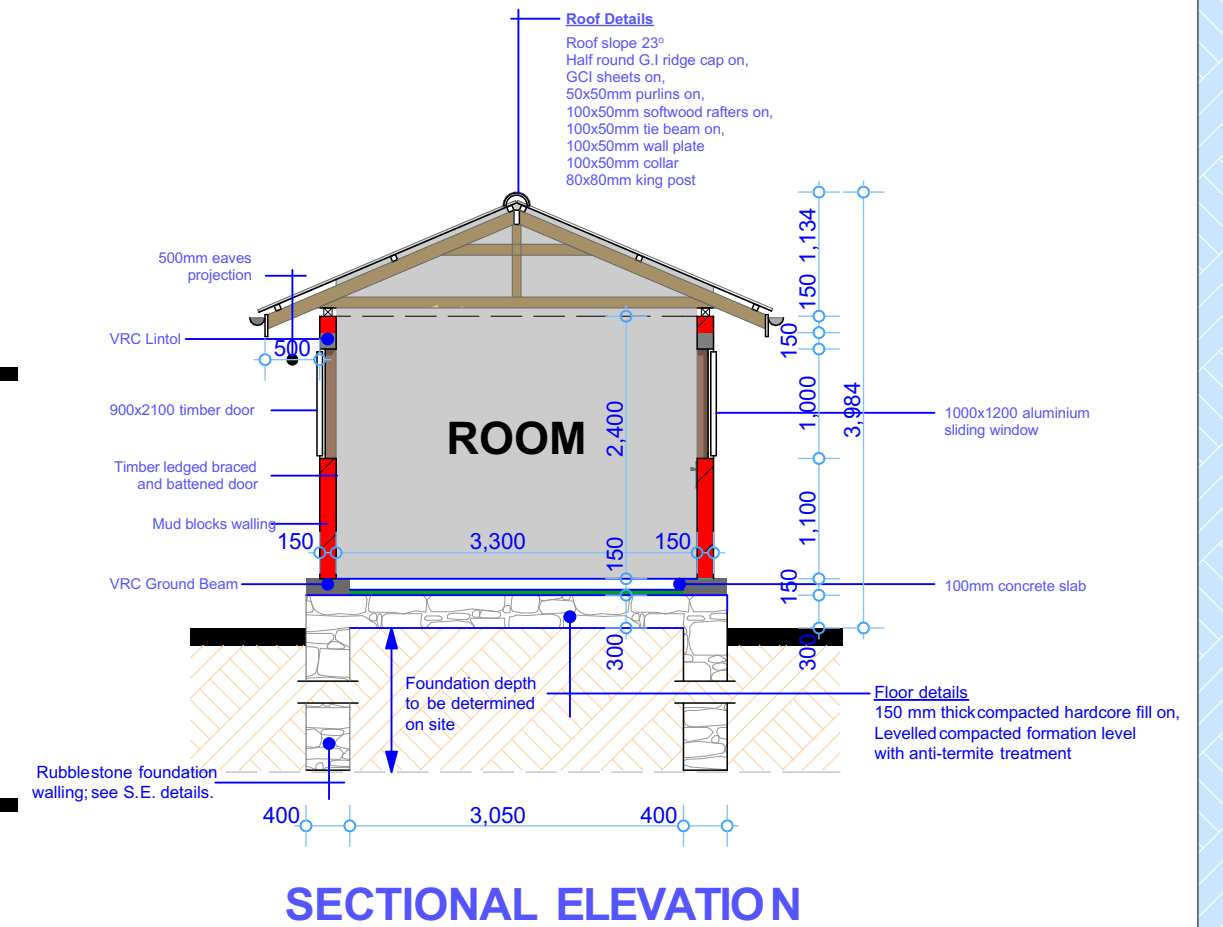 Roof Details
Roof slope 23º
Half round G.I ridge cap on,
GCI sheets on,
50x50mm purlins on,
100x50mm softwood rafters on,
100x50mm tie beam on,
100x50mm wall plate
100x50mm collar
80x80mm king post
500mm eaves
projection
VRC Lintol
500
900x2100 timber door
Timber ledged braced
and battened door
Mud blocks walling
VRC Ground Beam
ROOM
2,400
150
3,300
150
150
300
1,134
150
150
1,000
1,100
150
300
3,984
1000x1200 aluminium
sliding window
100mm concrete slab
Foundation depth
to be determined
on site
Floor details
150 mm thick compacted hardcore fill on,
Levelled compacted formation level
with anti-termite treatment
Rubblestone foundation
walling; see S.E. details.
400
3,050
400
SECTIONAL ELEVATION